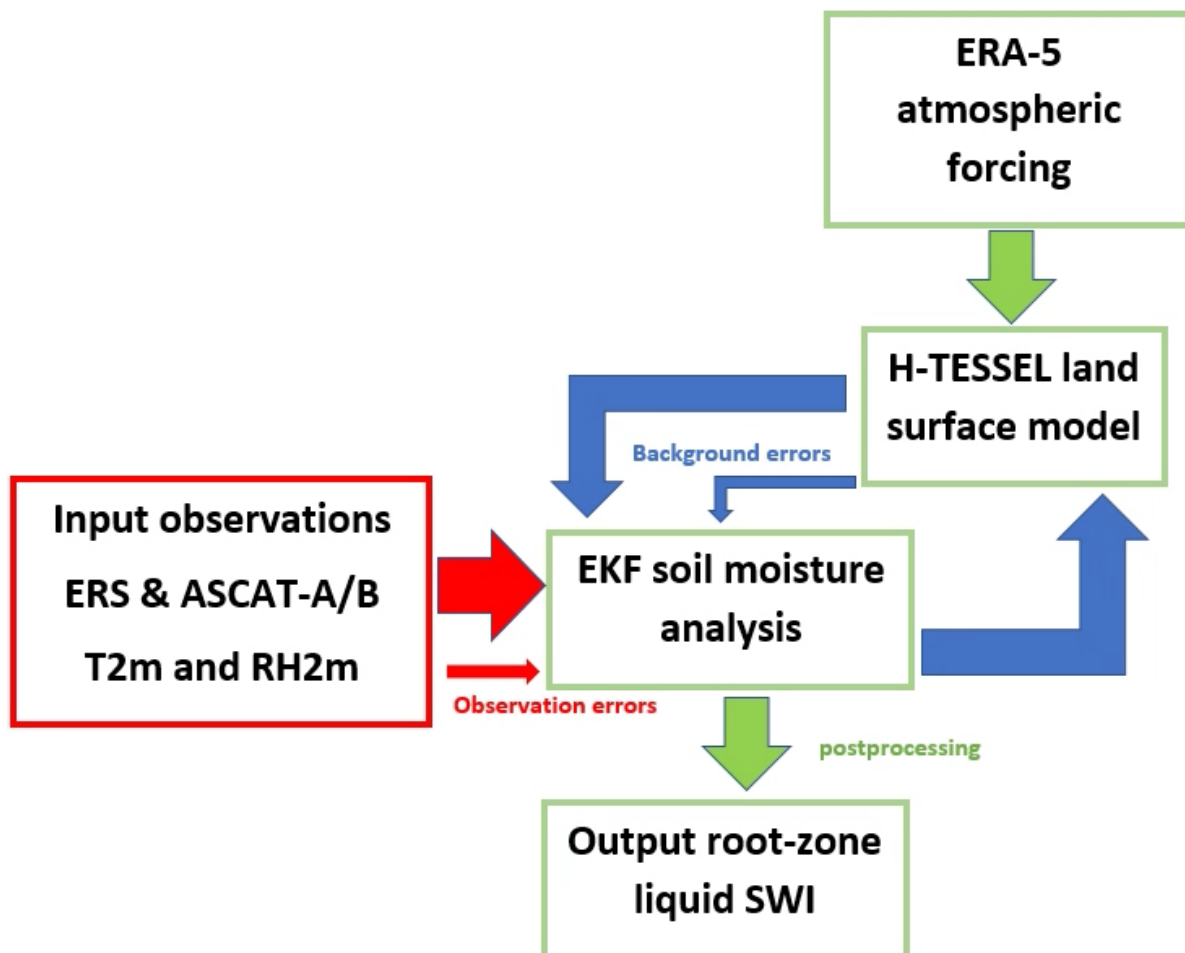 ERA-5
atmospheric
forcing
H-TESSEL land
surface model
Background errors
Input observations
ERS & ASCAT-A/B
T2m and RH2m
EKF soil moisture
analysis
Observation errors
postprocessing
Output root-zone
liquid SWI